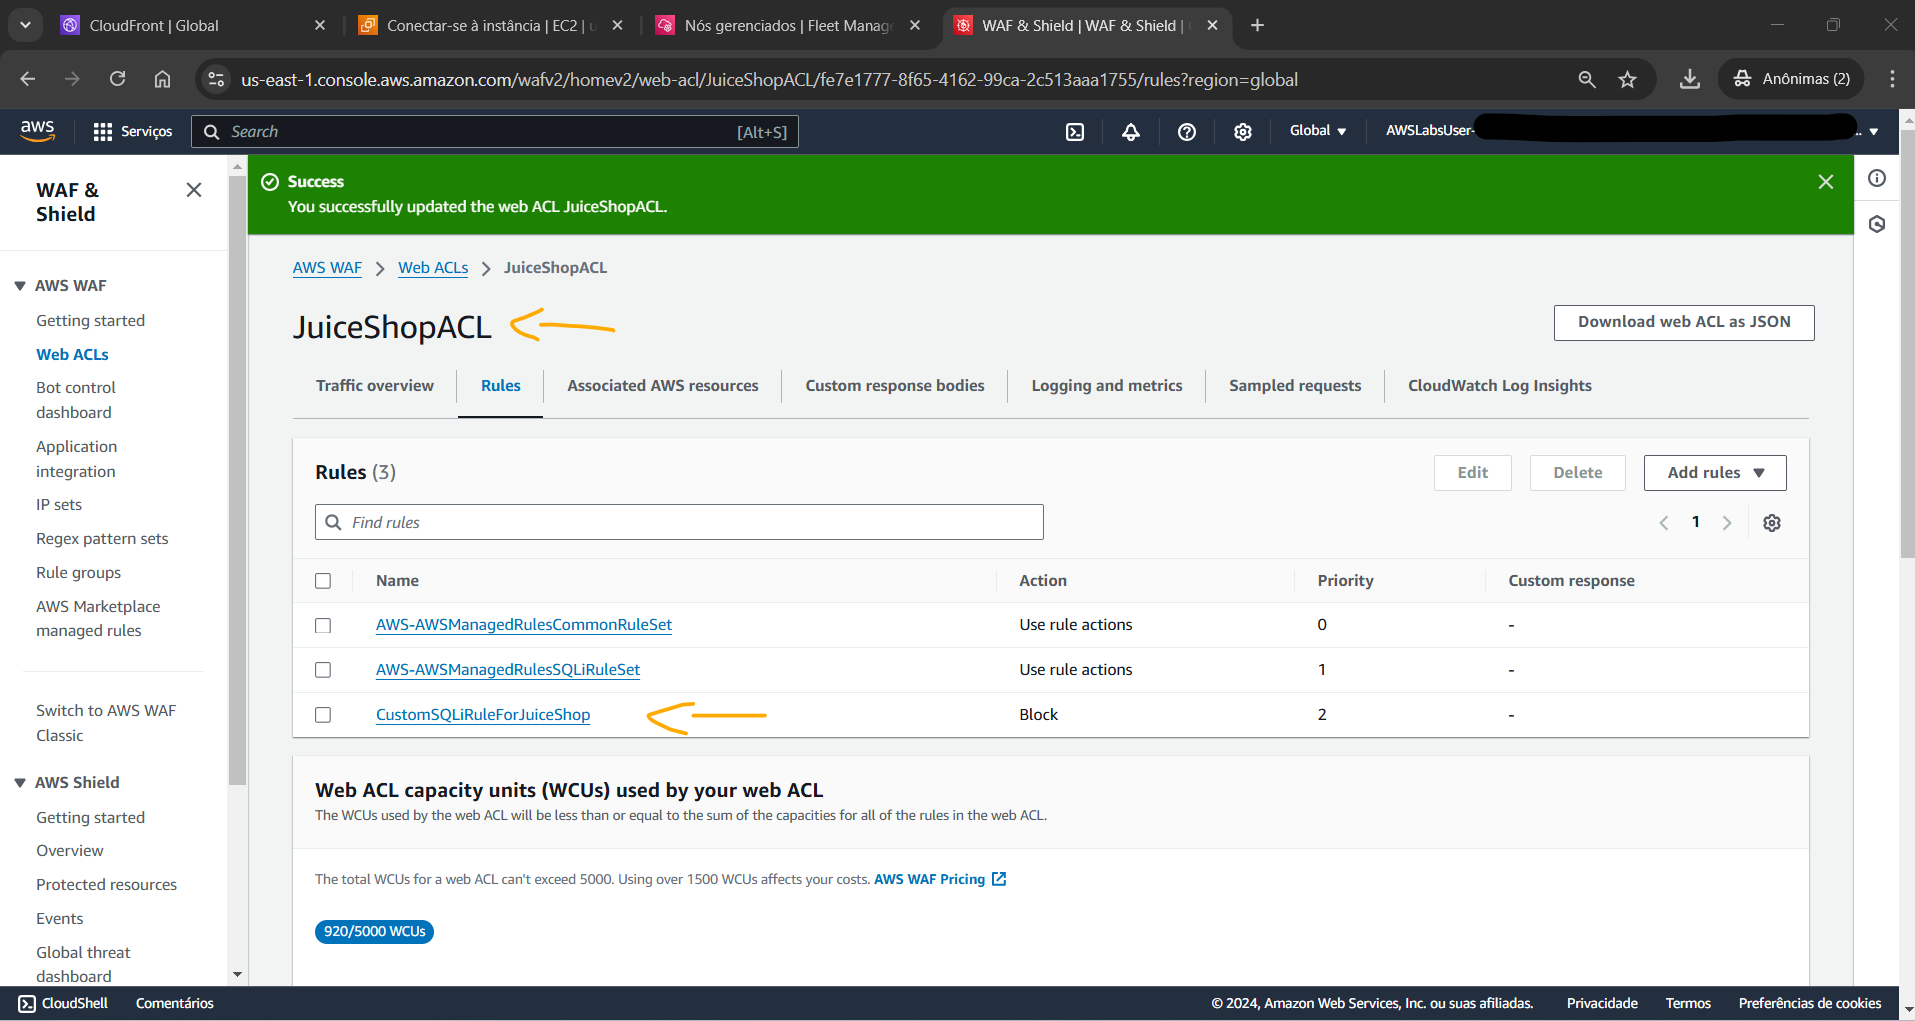 CloudFront | Global
Conectar-se à instância | EC2 | u
Nós gerenciados | Fleet Manag
WAF & Shield | WAF & Shield |
us-east-1.console.aws.amazon.com/wafv2/homev2/web-acl/JuiceShopACL/fe7e1777-8f65-4162-99ca-2c513aaa1755/rules?region=global
Anônimas (2)
aws
Serviços
Search
[Alt+S]
Global
AWSLabsUser-
..
WAF &
Shield
AWS WAF
Getting started
Web ACLs
Bot control
dashboard
Application
integration
IP sets
Regex pattern sets
Rule groups
AWS Marketplace
managed rules
Switch to AWS WAF
Classic
AWS Shield
Getting started
Overview
Protected resources
Events
Global threat
dashboard
Success
You successfully updated the web ACL JuiceShopACL.
AWS WAF > Web ACLs > JuiceShopACL
JuiceShopACL
Download web ACL as JSON
Traffic overview
Rules
Associated AWS resources
Custom response bodies
Logging and metrics
Sampled requests
CloudWatch Log Insights
Rules (3)
Edit
Delete
Add rules
Find rules
1
Name Action Priority Custom response
AWS-AWSManagedRulesCommonRuleSet Use rule actions 0 -
AWS-AWSManagedRulesSQLiRuleSet Use rule actions 1 -
CustomSQLiRuleForJuiceShop Block 2 -
Web ACL capacity units (WCUs) used by your web ACL
The WCUs used by the web ACL will be less than or equal to the sum of the capacities for all of the rules in the web ACL.
The total WCUs for a web ACL can't exceed 5000. Using over 1500 WCUs affects your costs. AWS WAF Pricing
920/5000 WCUs
CloudShell
Comentários
© 2024, Amazon Web Services, Inc. ou suas afiliadas.
Privacidade
Termos
Preferências de cookies